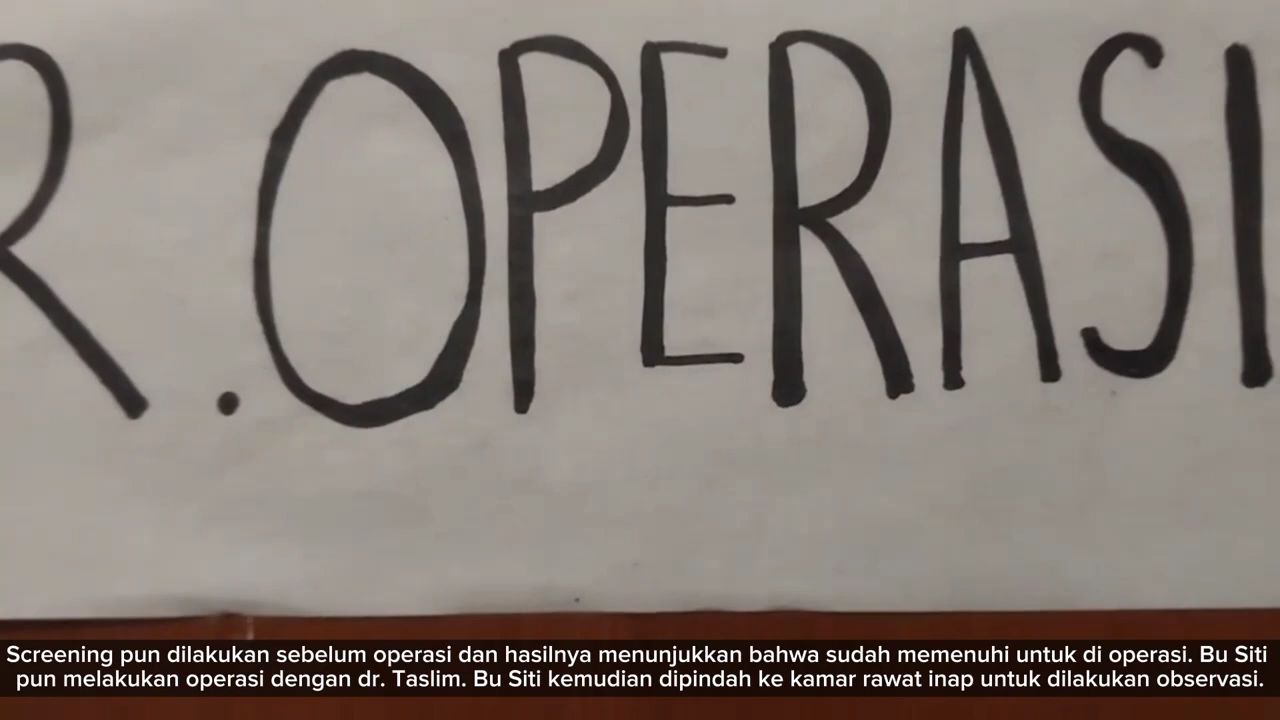 R.OPERASI
Screening pun dilakukan sebelum operasi dan hasilnya menunjukkan bahwa sudah memenuhi untuk di operasi. Bu Siti
pun melakukan operasi dengan dr. Taslim. Bu Siti kemudian dipindah ke kamar rawat inap untuk dilakukan observasi.